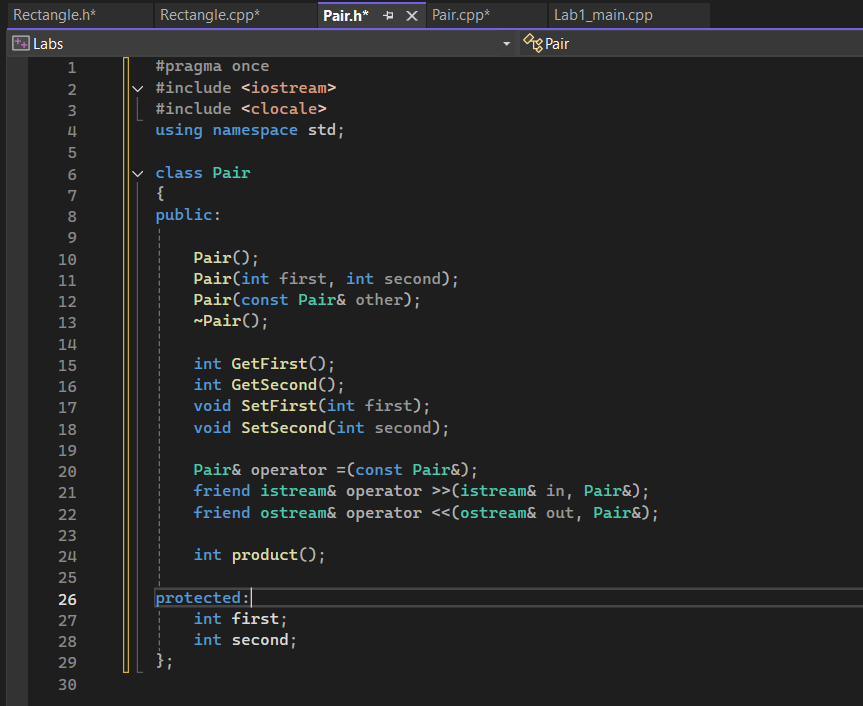 Rectangle.h* Rectangle.cpp* Pair.h* Pair.cpp* Lab1_main.cpp
Labs Pair
1 #pragma once
2 #include <iostream>
3 #include <clocale>
4 using namespace std;
5
6 class Pair
7 {
8 public:
9
10 Pair();
11 Pair(int first, int second);
12 Pair(const Pair& other);
13 ~Pair();
14
15 int GetFirst();
16 int GetSecond();
17 void SetFirst(int first);
18 void SetSecond(int second);
19
20 Pair& operator =(const Pair&);
21 friend istream& operator >>(istream& in, Pair&);
22 friend ostream& operator <<(ostream& out, Pair&);
23
24 int product();
25
26 protected:
27 int first;
28 int second;
29 };
30